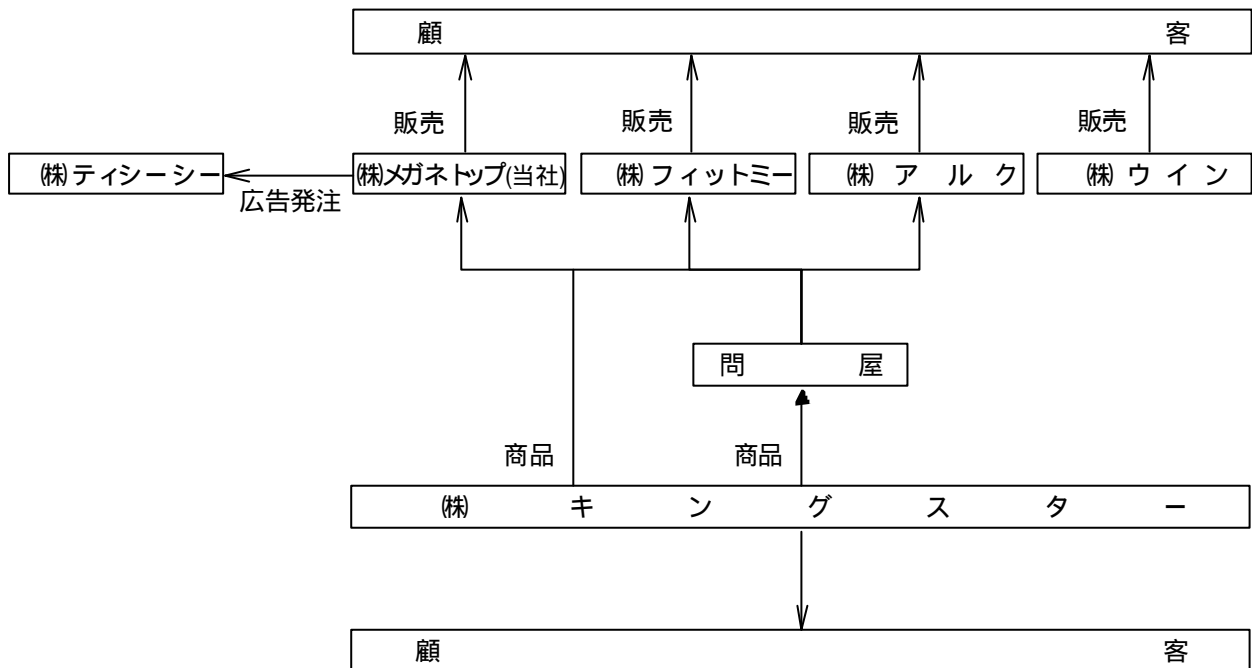 顧客
販売 販売 販売 販売
㈱ティシーシー ㈱メガネトップ(当社) ㈱フィットミー ㈱アルク ㈱ウイン
広告発注
問屋
商品 商品
㈱キングスター
顧客